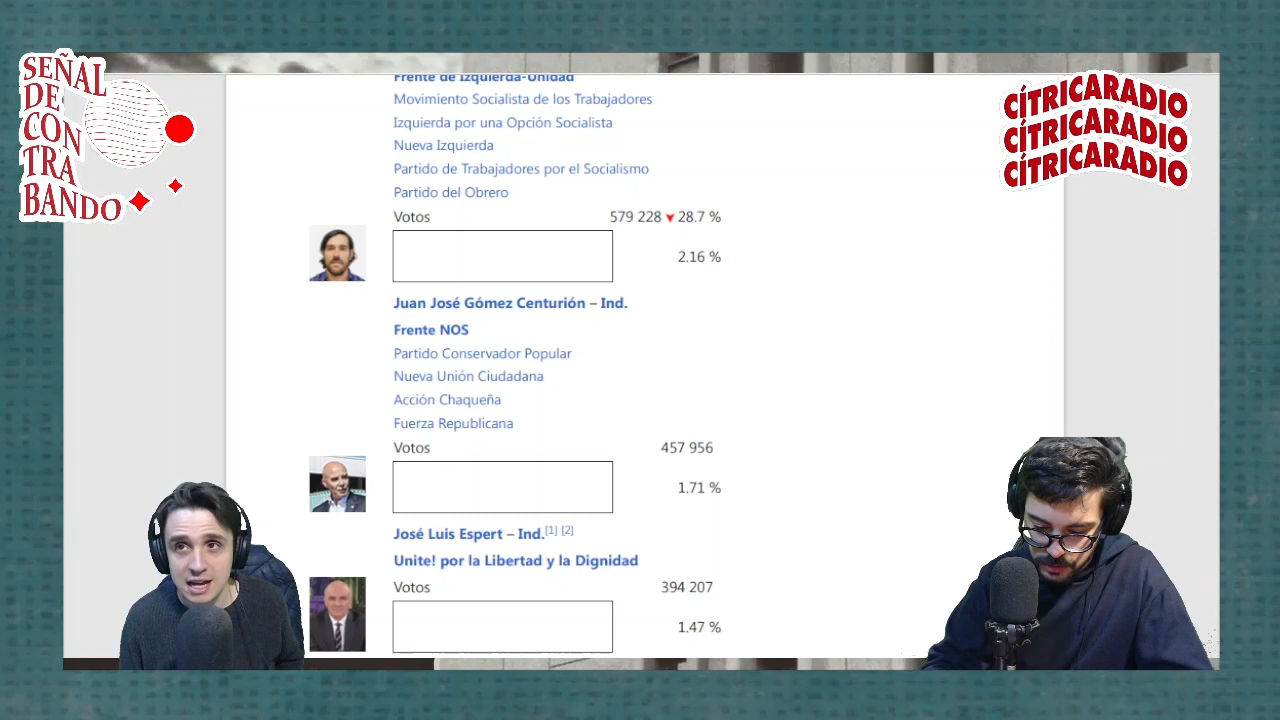 SEÑAL
DE
CON
TRA
BANDO
CÍTRICARADIO
CÍTRICARADIO
CÍTRICARADIO
Frente de Izquierda-Unidad
Movimiento Socialista de los Trabajadores
Izquierda por una Opción Socialista
Nueva Izquierda
Partido de Trabajadores por el Socialismo
Partido del Obrero
Votos 579 228 28.7 %
2.16 %
Juan José Gómez Centurión – Ind.
Frente NOS
Partido Conservador Popular
Nueva Unión Ciudadana
Acción Chaqueña
Fuerza Republicana
Votos 457 956
1.71 %
José Luis Espert – Ind.[1] [2]
Unite! por la Libertad y la Dignidad
Votos 394 207
1.47 %